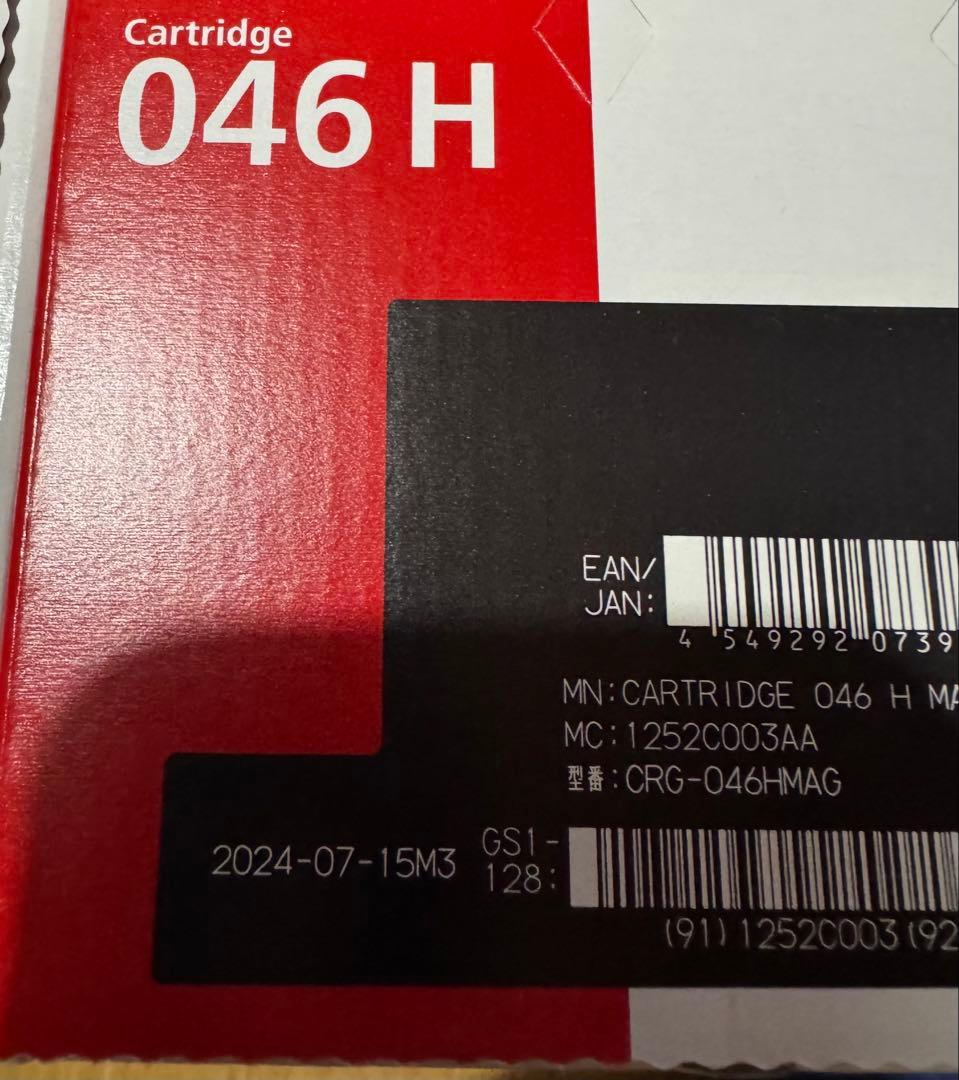 Cartridge
046 H
EAN/
JAN:
4 549292 0739
MN:CARTRIDGE 046 H MA
MC:1252C003AA
型番:CRG-046HMAG
2024-07-15M3
GS1-
128:
(91)1252C003(92